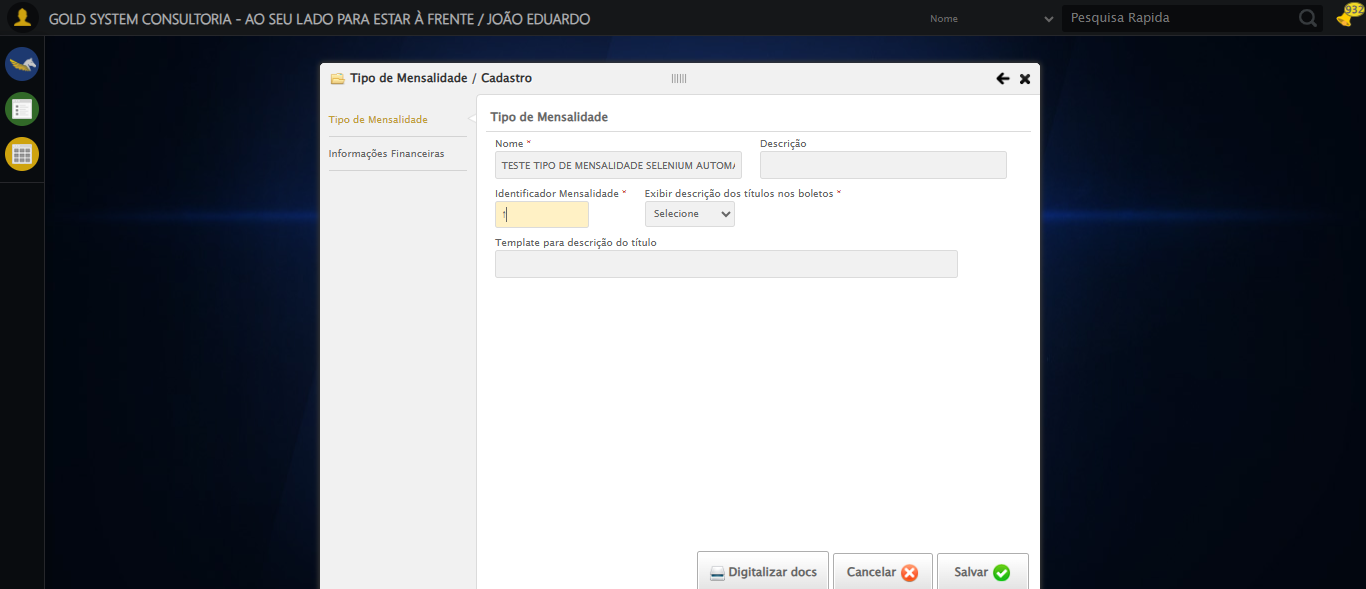 GOLD SYSTEM CONSULTORIA - AO SEU LADO PARA ESTAR À FRENTE / JOÃO EDUARDO
Nome
Pesquisa Rapida
932
Tipo de Mensalidade / Cadastro
Tipo de Mensalidade
Informações Financeiras
Tipo de Mensalidade
Nome *
Descrição
TESTE TIPO DE MENSALIDADE SELENIUM AUTOMA
Identificador Mensalidade *
Exibir descrição dos títulos nos boletos *
Selecione
Template para descrição do título
Digitalizar docs
Cancelar
Salvar